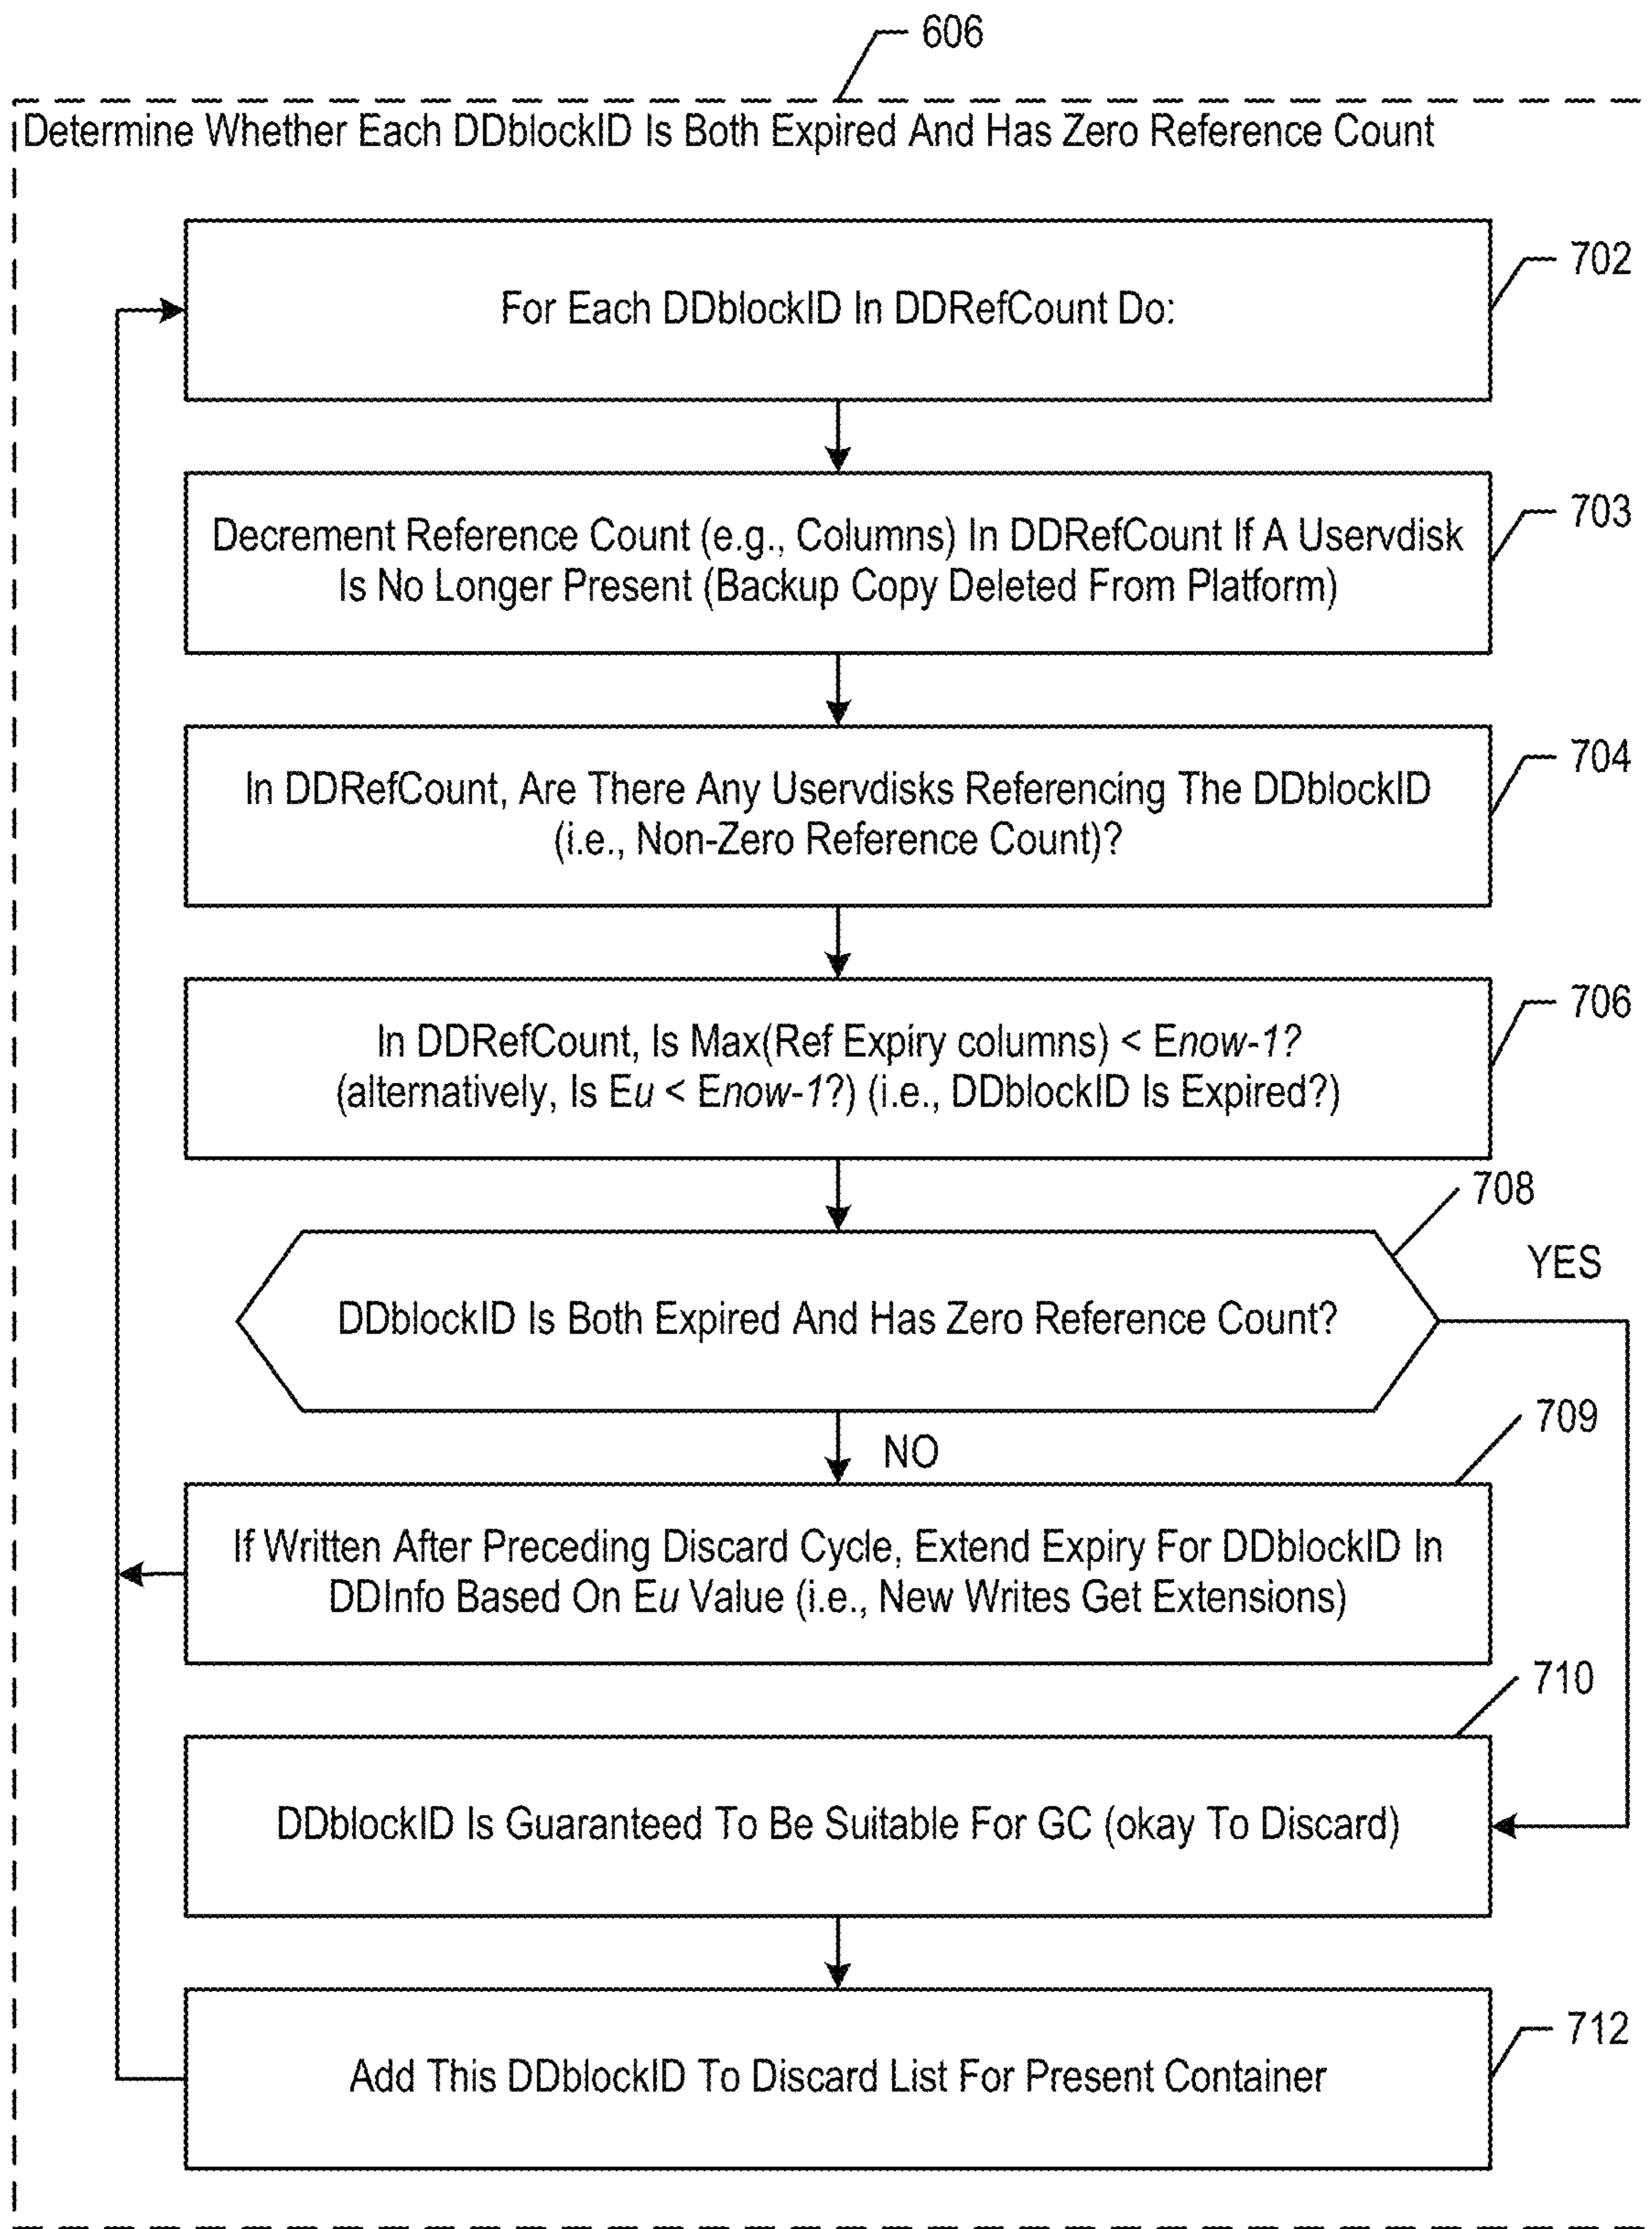 606
Determine Whether Each DDblockID Is Both Expired And Has Zero Reference Count
702
For Each DDblockID In DDRefCount Do:
703
Decrement Reference Count (e.g., Columns) In DDRefCount If A Uservdisk
Is No Longer Present (Backup Copy Deleted From Platform)
704
In DDRefCount, Are There Any Uservdisks Referencing The DDblockID
(i.e., Non-Zero Reference Count)?
706
In DDRefCount, Is Max(Ref Expiry columns) < Enow-1?
(alternatively, Is Eu < Enow-1?) (i.e., DDblockID Is Expired?)
708
YES
DDblockID Is Both Expired And Has Zero Reference Count?
709
NO
If Written After Preceding Discard Cycle, Extend Expiry For DDblockID In
DDInfo Based On Eu Value (i.e., New Writes Get Extensions)
710
DDblockID Is Guaranteed To Be Suitable For GC (okay To Discard)
712
Add This DDblockID To Discard List For Present Container